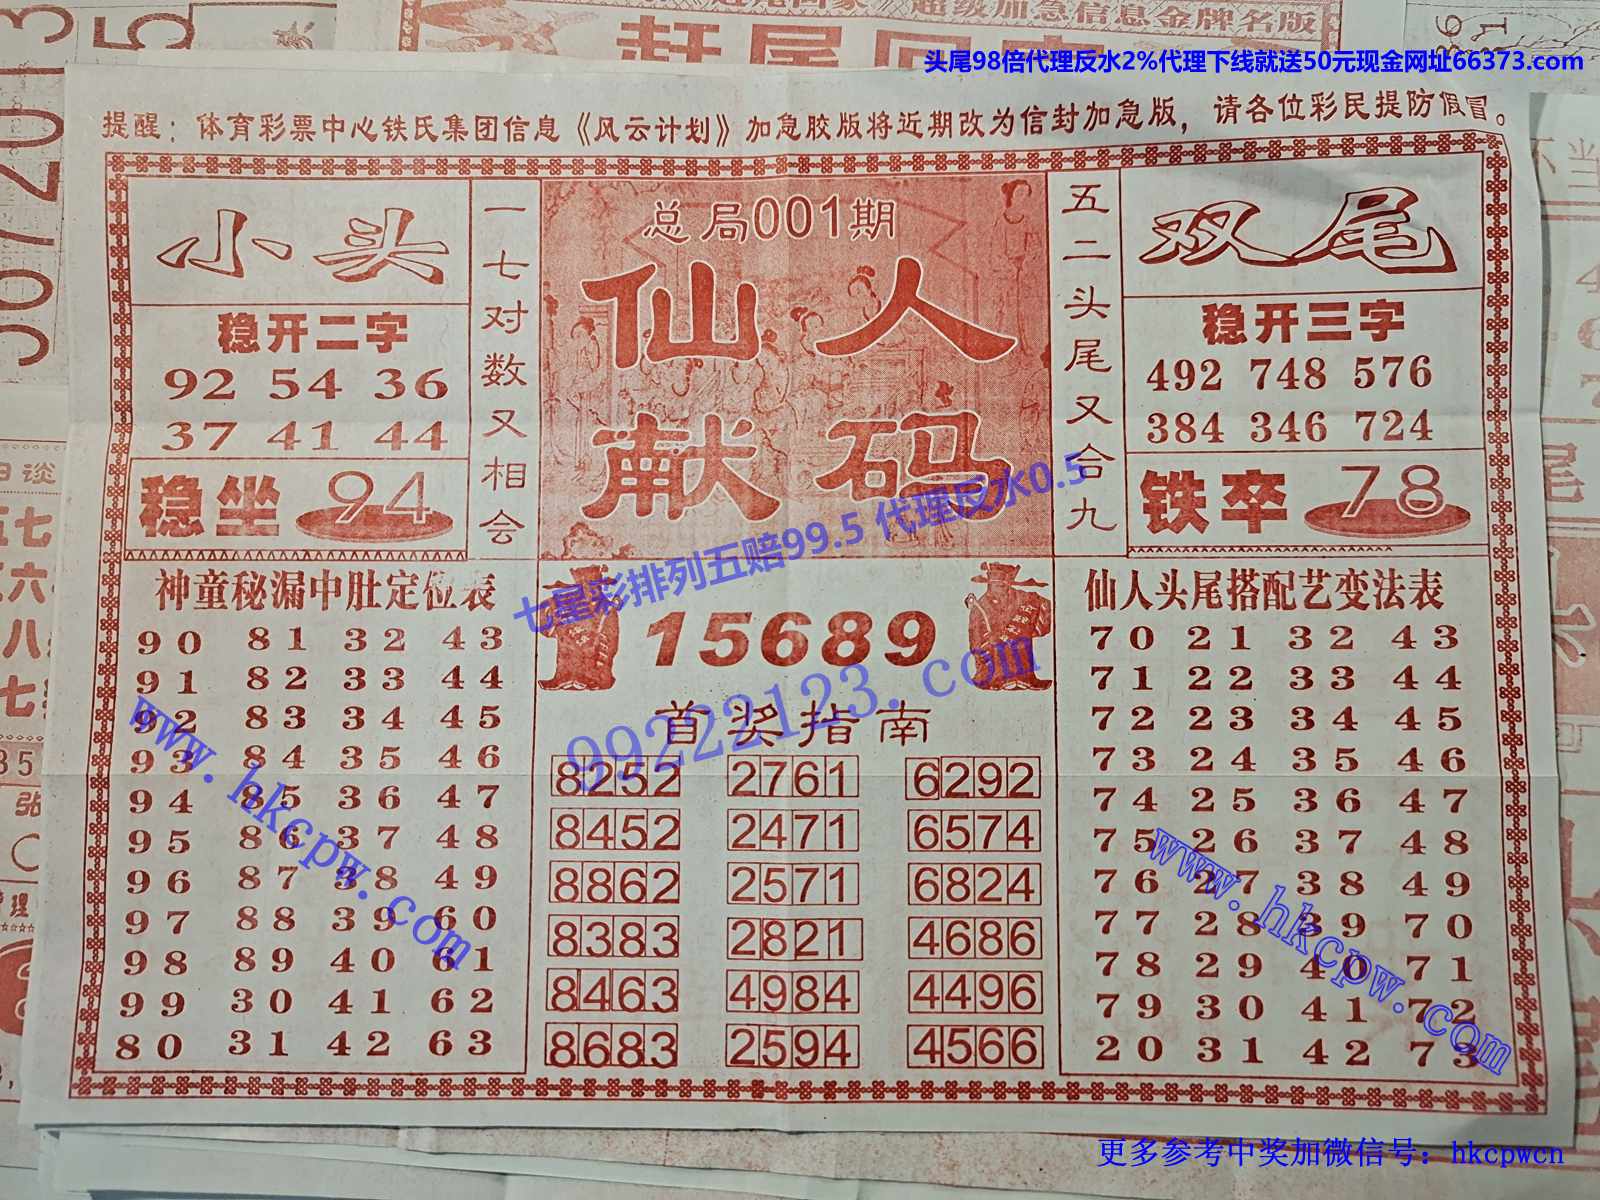 超级加急信息金牌名版
头尾98倍代理反水2%代理下线就送50元现金网址66373.com
提醒：体育彩票中心铁氏集团信息《风云计划》加急胶版将近期改为信封加急版，请各位彩民提防假冒。
小头
稳开二字
92 54 36
37 41 44
稳坐 94
一七对数又相会
总局001期
仙人
献码
五二头尾又合九
双尾
稳开三字
492 748 576
384 346 724
铁卒 78
七星彩排列五赔99.5 代理反水0.5
99222123.com
神童秘漏中肚定位表
90 81 32 43
91 82 33 44
92 83 34 45
93 84 35 46
94 85 36 47
95 86 37 48
96 87 38 49
97 88 39 60
98 89 40 61
99 30 41 62
80 31 42 63
www.hkcpw.com
15689
首奖指南
8252 2761 6292
8452 2471 6574
8862 2571 6824
8383 2821 4686
8463 4984 4496
8683 2594 4566
仙人头尾搭配艺变法表
70 21 32 43
71 22 33 44
72 23 34 45
73 24 35 46
74 25 36 47
75 26 37 48
76 27 38 49
77 28 39 70
78 29 40 71
79 30 41 72
20 31 42 73
www.hkcpw.com
更多参考中奖加微信号：hkcpwcn